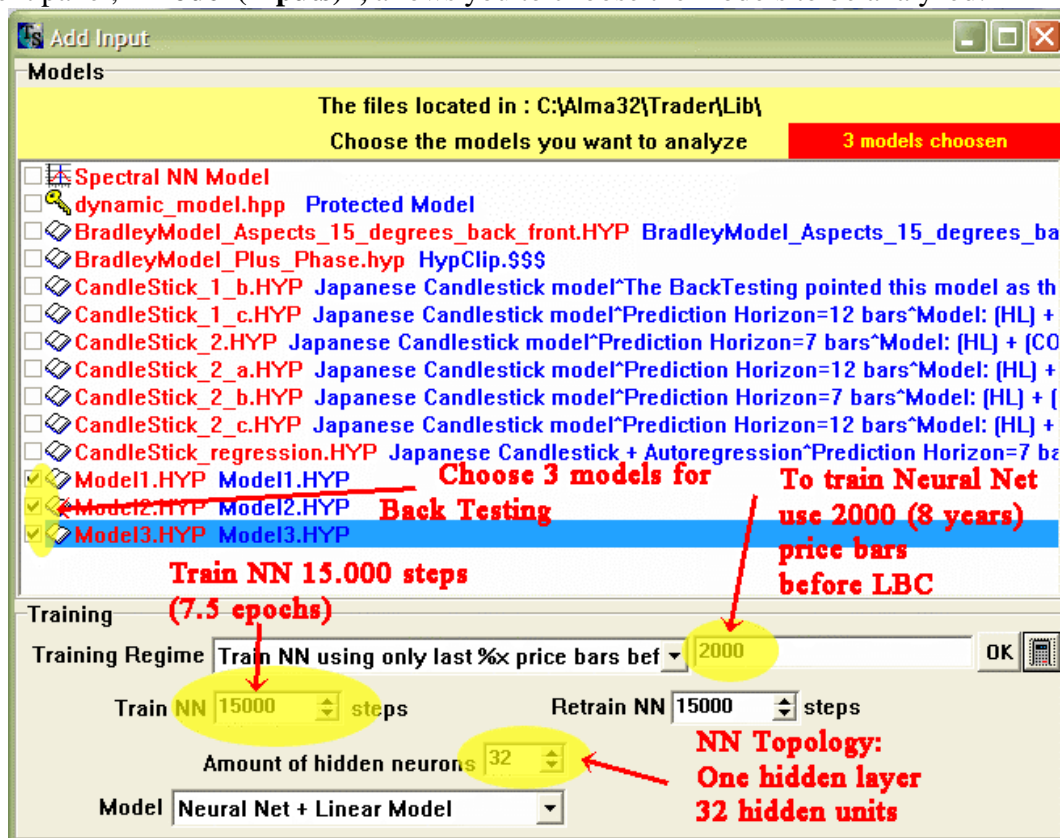 Add Input
Models
The files located in : C:\Alma32\Trader\Lib\
Choose the models you want to analyze
3 models choosen
Spectral NN Model
dynamic_model.hpp Protected Model
BradleyModel_Aspects_15_degrees_back_front.HYP BradleyModel_Aspects_15_degrees_ba
BradleyModel_Plus_Phase.hyp HypClip.$$$
CandleStick_1_b.HYP Japanese Candlestick model^The BackTesting pointed this model as th
CandleStick_1_c.HYP Japanese Candlestick model^Prediction Horizon=12 bars^Model: (HL) +
CandleStick_2.HYP Japanese Candlestick model^Prediction Horizon=7 bars^Model: (HL) + (CO
CandleStick_2_a.HYP Japanese Candlestick model^Prediction Horizon=12 bars^Model: (HL) +
CandleStick_2_b.HYP Japanese Candlestick model^Prediction Horizon=7 bars^Model: (HL) + (
CandleStick_2_c.HYP Japanese Candlestick model^Prediction Horizon=12 bars^Model: (HL) +
CandleStick_regression.HYP Japanese Candlestick + Autoregression^Prediction Horizon=7 ba
Model1.HYP Model1.HYP
Model2.HYP Model2.HYP
Model3.HYP Model3.HYP
Choose 3 models for
Back Testing
To train Neural Net
use 2000 (8 years)
price bars
before LBC
Train NN 15.000 steps
(7.5 epochs)
Training
Training Regime Train NN using only last %x price bars bef 2000 OK
Train NN 15000 steps Retrain NN 15000 steps
Amount of hidden neurons 32
NN Topology:
One hidden layer
32 hidden units
Model Neural Net + Linear Model